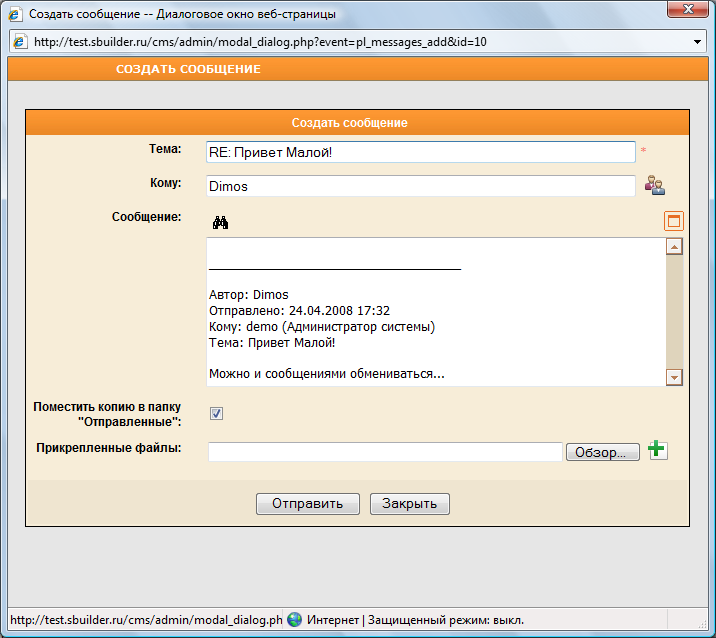 Создать сообщение -- Диалоговое окно веб-страницы
http://test.sbuilder.ru/cms/admin/modal_dialog.php?event=pl_messages_add&id=10
СОЗДАТЬ СООБЩЕНИЕ
Создать сообщение
Тема: RE: Привет Малой! *
Кому: Dimos
Сообщение:
Автор: Dimos
Отправлено: 24.04.2008 17:32
Кому: demo (Администратор системы)
Тема: Привет Малой!
Можно и сообщениями обмениваться...
Поместить копию в папку
"Отправленные":
Прикрепленные файлы: Обзор...
Отправить Закрыть
http://test.sbuilder.ru/cms/admin/modal_dialog.ph Интернет | Защищенный режим: выкл.